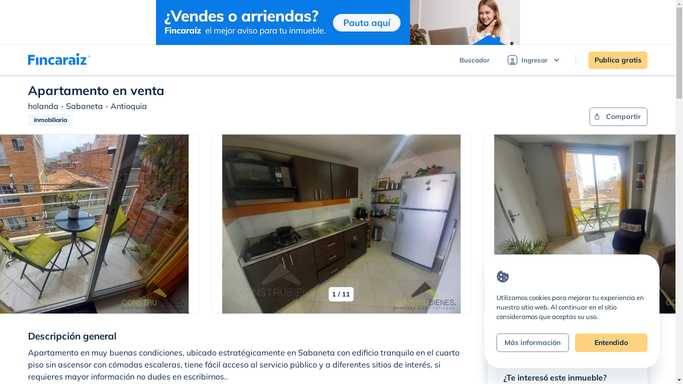 ¿Vendes o arriendas?
Fincaraíz el mejor aviso para tu inmueble.
Pauta aquí
Fincaraíz
Buscador
Ingresar
Publica gratis
Apartamento en venta
holanda - Sabaneta - Antioquia
Inmobiliaria
Compartir
1 / 11
Utilizamos cookies para mejorar tu experiencia en
nuestro sitio web. Al continuar en el sitio
consideramos que aceptas su uso.
Más información
Entendido
Descripción general
Apartamento en muy buenas condiciones, ubicado estratégicamente en Sabaneta con edificio tranquilo en el cuarto
piso sin ascensor con cómodas escaleras, tiene fácil acceso al servicio público y a diferentes sitios de interés, si
requieres mayor información no dudes en escribirnos..
¿Te interesó este inmueble?